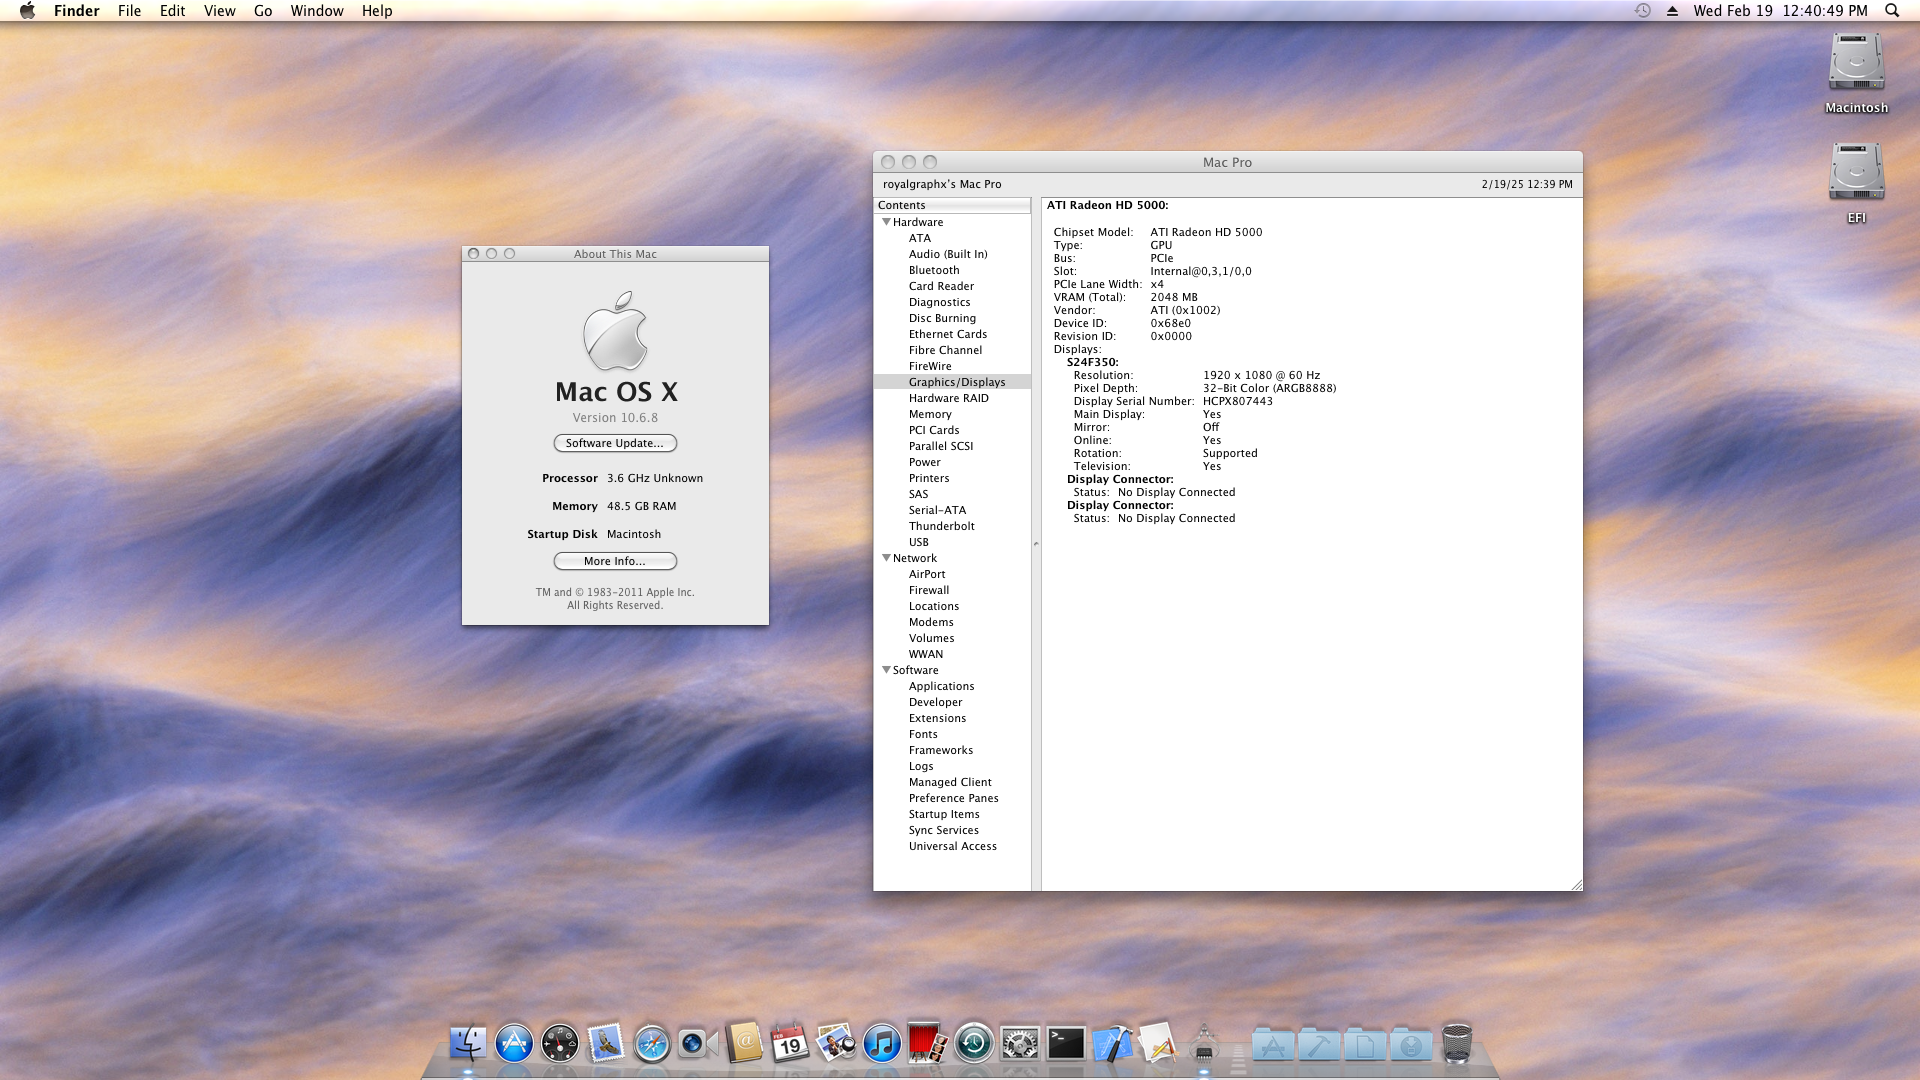 Finder File Edit View Go Window Help
Wed Feb 19 12:40:49 PM
Macintosh
EFI
About This Mac
Mac OS X
Version 10.6.8
Software Update...
Processor 3.6 GHz Unknown
Memory 48.5 GB RAM
Startup Disk Macintosh
More Info...
TM and © 1983-2011 Apple Inc.
All Rights Reserved.
Mac Pro
royalgraphx's Mac Pro
2/19/25 12:39 PM
Contents
Hardware
ATA
Audio (Built In)
Bluetooth
Card Reader
Diagnostics
Disc Burning
Ethernet Cards
Fibre Channel
FireWire
Graphics/Displays
Hardware RAID
Memory
PCI Cards
Parallel SCSI
Power
Printers
SAS
Serial-ATA
Thunderbolt
USB
Network
AirPort
Firewall
Locations
Modems
Volumes
WWAN
Software
Applications
Developer
Extensions
Fonts
Frameworks
Logs
Managed Client
Preference Panes
Startup Items
Sync Services
Universal Access
ATI Radeon HD 5000:
Chipset Model: ATI Radeon HD 5000
Type: GPU
Bus: PCIe
Slot: Internal@0,3,1/0,0
PCIe Lane Width: x4
VRAM (Total): 2048 MB
Vendor: ATI (0x1002)
Device ID: 0x68e0
Revision ID: 0x0000
Displays:
S24F350:
Resolution: 1920 x 1080 @ 60 Hz
Pixel Depth: 32-Bit Color (ARGB8888)
Display Serial Number: HCPX807443
Main Display: Yes
Mirror: Off
Online: Yes
Rotation: Supported
Television: Yes
Display Connector:
Status: No Display Connected
Display Connector:
Status: No Display Connected
19